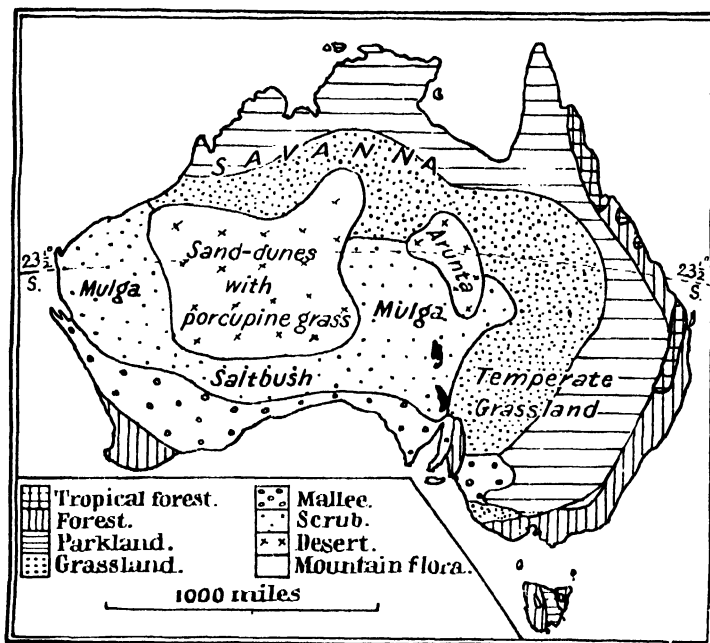 SAVANNA
23½°
S.
23½°
S.
Sand-dunes
with
porcupine grass
Arunta
Mulga
Mulga
Saltbush
Temperate
Grassland
Tropical forest.
Forest.
Parkland.
Grassland.
Mallee.
Scrub.
Desert.
Mountain flora.
1000 miles